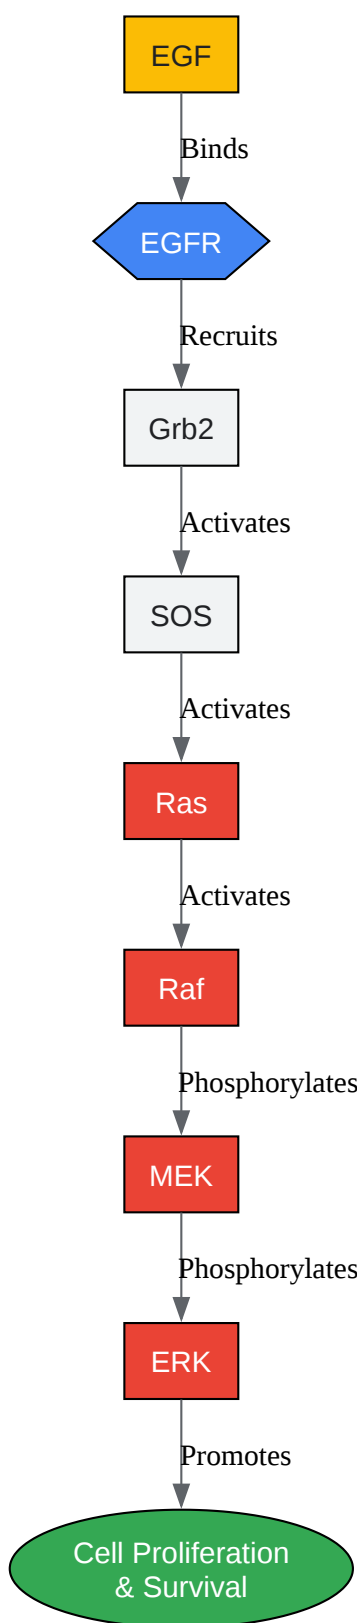 EGF
Binds
EGFR
Recruits
Grb2
Activates
SOS
Activates
Ras
Activates
Raf
Phosphorylates
MEK
Phosphorylates
ERK
Promotes
Cell Proliferation
& Survival